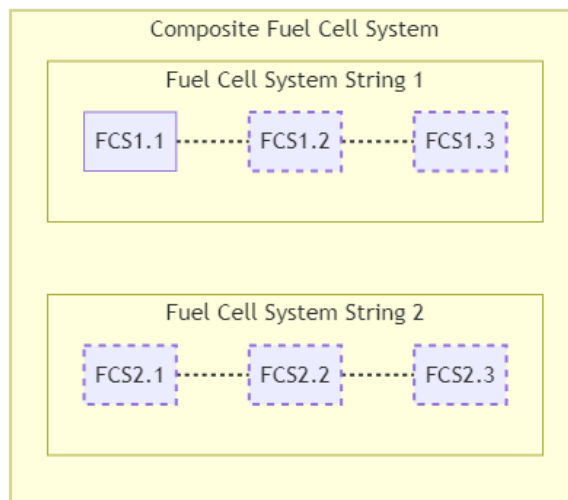 Composite Fuel Cell System
Fuel Cell System String 1
FCS1.1
FCS1.2
FCS1.3
Fuel Cell System String 2
FCS2.1
FCS2.2
FCS2.3